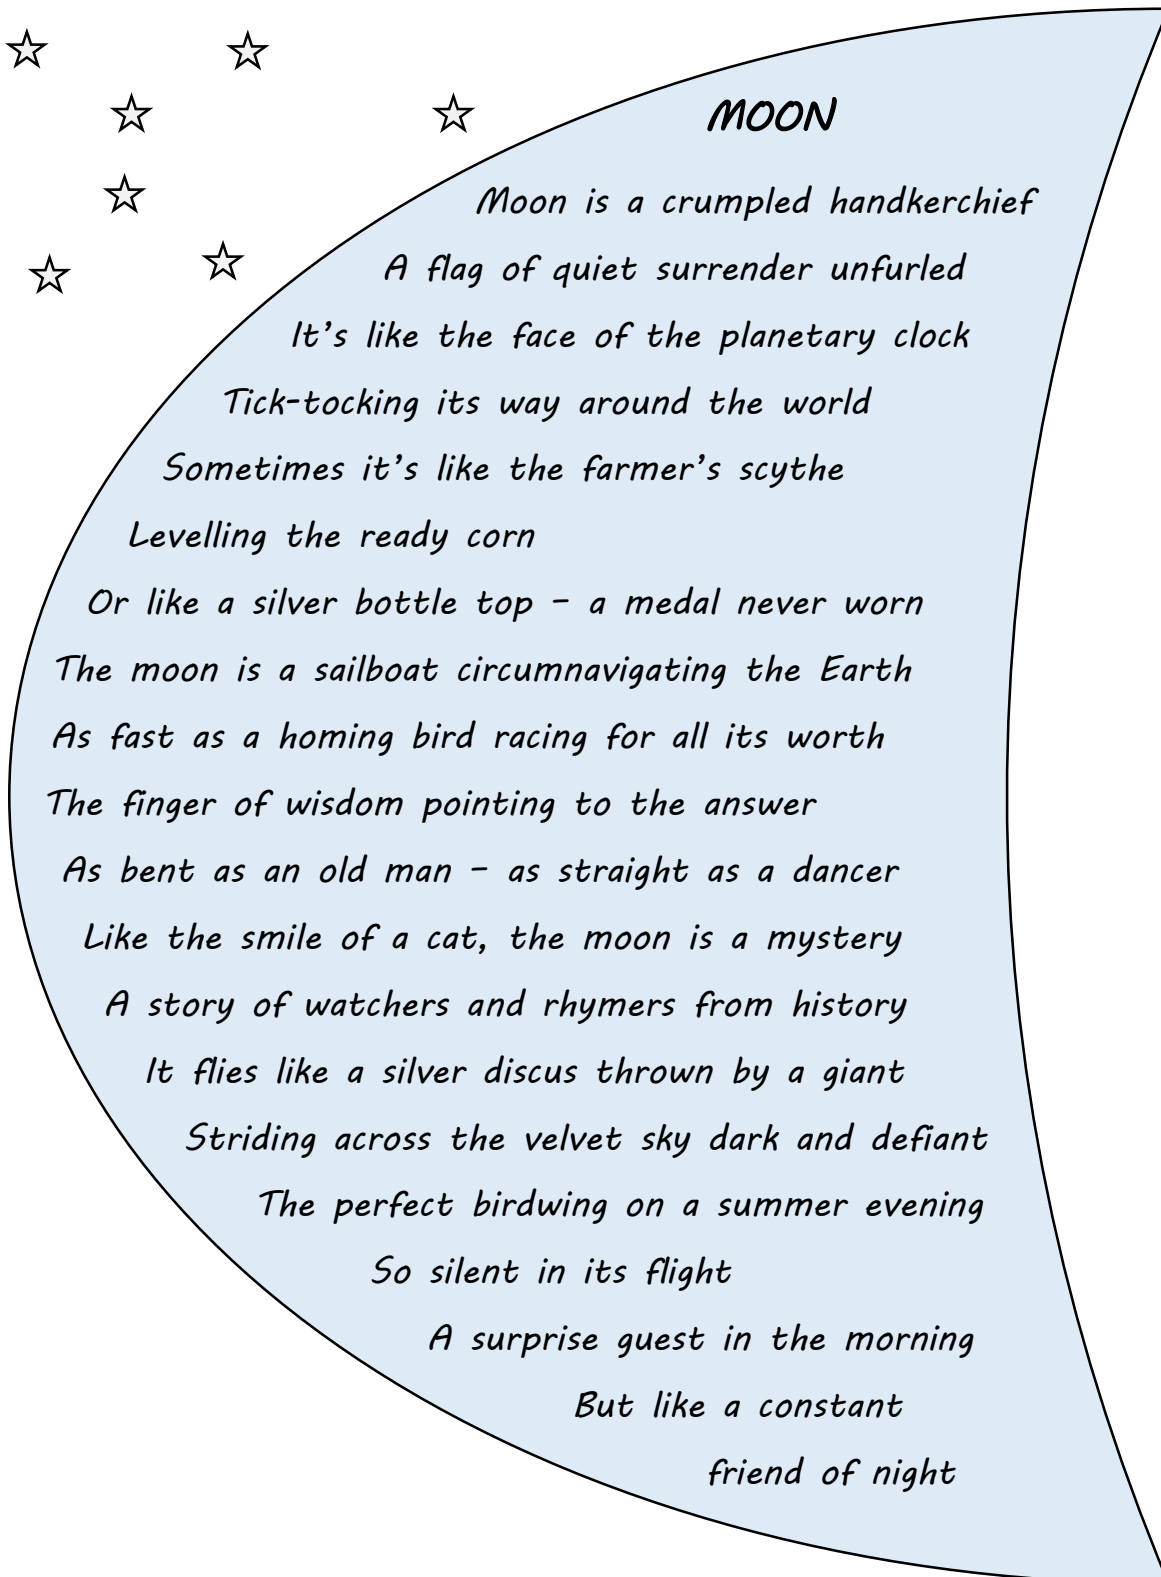 MOON
Moon is a crumpled handkerchief
A flag of quiet surrender unfurled
It’s like the face of the planetary clock
Tick-tocking its way around the world
Sometimes it’s like the farmer’s scythe
Levelling the ready corn
Or like a silver bottle top – a medal never worn
The moon is a sailboat circumnavigating the Earth
As fast as a homing bird racing for all its worth
The finger of wisdom pointing to the answer
As bent as an old man – as straight as a dancer
Like the smile of a cat, the moon is a mystery
A story of watchers and rhymers from history
It flies like a silver discus thrown by a giant
Striding across the velvet sky dark and defiant
The perfect birdwing on a summer evening
So silent in its flight
A surprise guest in the morning
But like a constant
friend of night